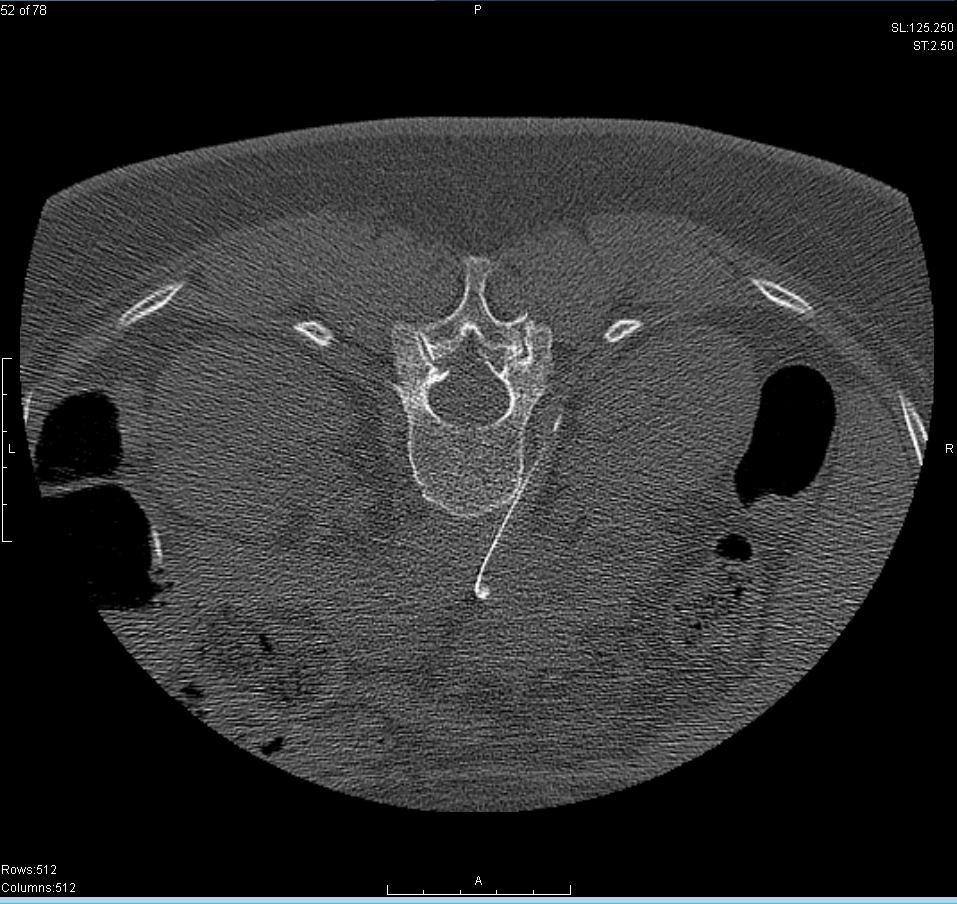 52 of 78
P
SL:125.250
ST:2.50
L
R
Rows:512
Columns:512
A